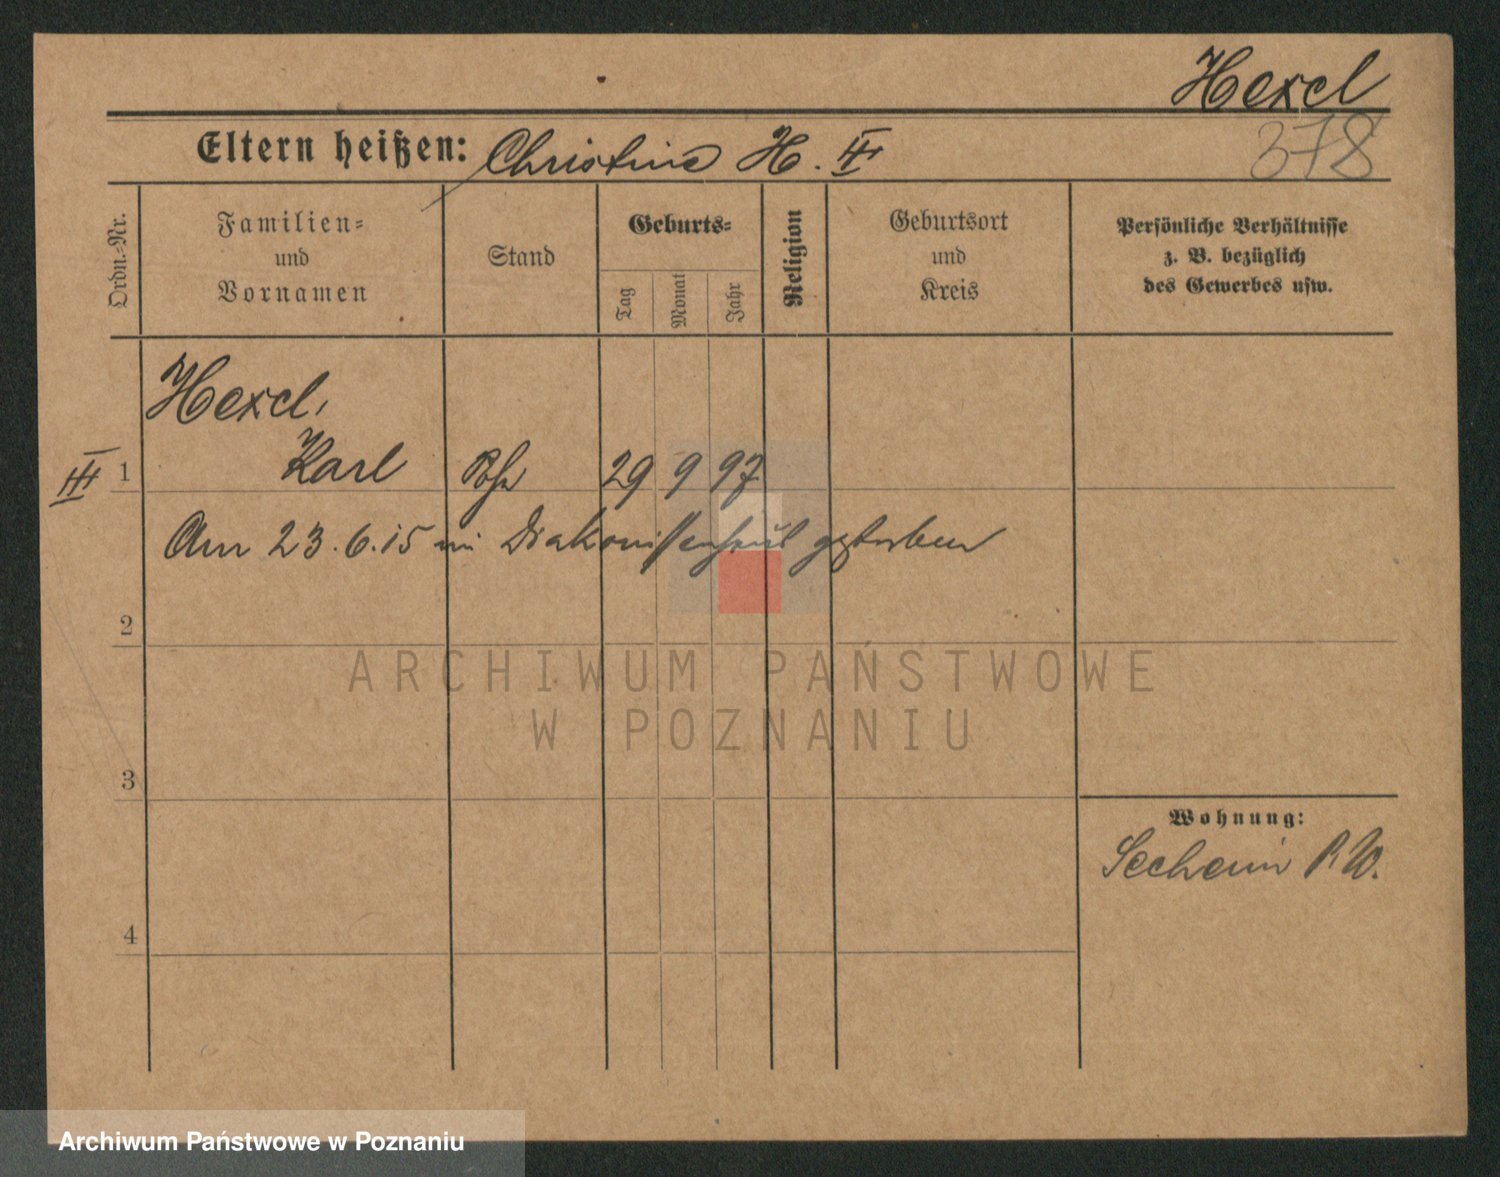 Hexel
Eltern heißen: Christine H. III
378
Ordn.-Nr.
Familien=
und
Vornamen
Stand
Geburts=
Tag
Monat
Jahr
Religion
Geburtsort
und
Kreis
Persönliche Verhältnisse
z. B. bezüglich
des Gewerbes usw.
Hexel,
III 1 Karl 29 9 97
Am 23.6.15 im Diakonissenhaus gestorben
2
ARCHIWUM PAŃSTWOWE
W POZNANIU
3
Wohnung:
4
Archiwum Państwowe w Poznaniu